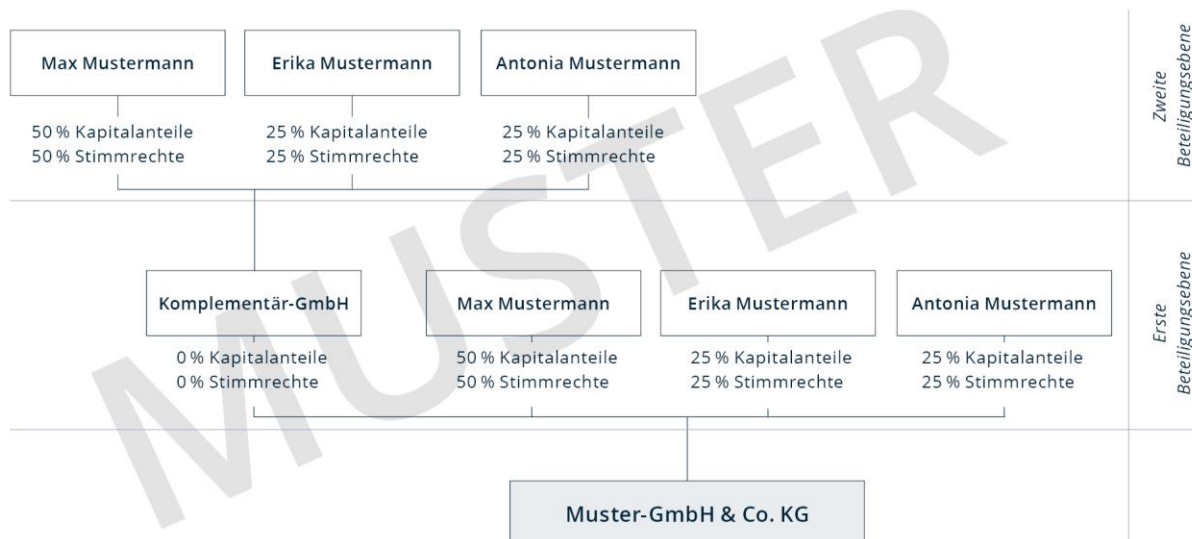 Max Mustermann
Erika Mustermann
Antonia Mustermann
50 % Kapitalanteile
50 % Stimmrechte
25 % Kapitalanteile
25 % Stimmrechte
25 % Kapitalanteile
25 % Stimmrechte
Zweite
Beteiligungsebene
Komplementär-GmbH
Max Mustermann
Erika Mustermann
Antonia Mustermann
0 % Kapitalanteile
0 % Stimmrechte
50 % Kapitalanteile
50 % Stimmrechte
25 % Kapitalanteile
25 % Stimmrechte
25 % Kapitalanteile
25 % Stimmrechte
Erste
Beteiligungsebene
Muster-GmbH & Co. KG
MUSTER